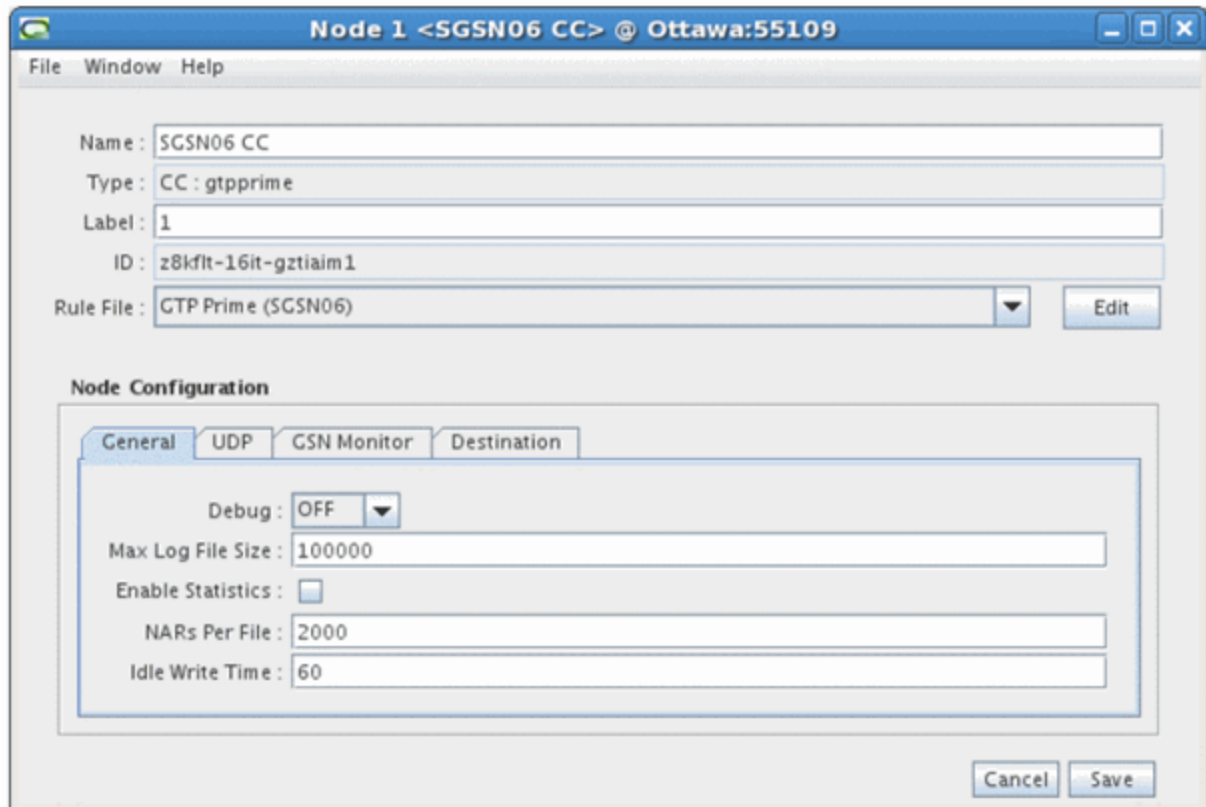 Node 1 <SGSN06 CC> @ Ottawa:55109
File Window Help
Name : SGSN06 CC
Type : CC : gtpprime
Label : 1
ID : z8kflt-16it-gztiaim1
Rule File : GTP Prime (SGSN06) Edit
Node Configuration
General UDP GSN Monitor Destination
Debug : OFF
Max Log File Size : 100000
Enable Statistics :
NARs Per File : 2000
Idle Write Time : 60
Cancel Save